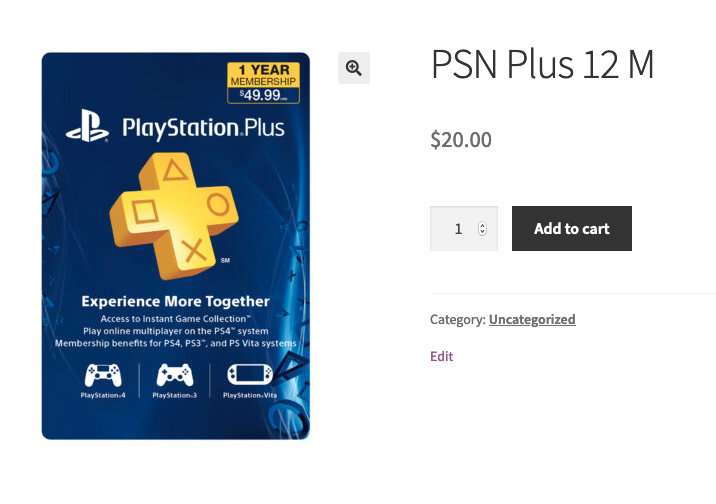 1 YEAR
MEMBERSHIP
$49.99
PlayStation®Plus
SM
Experience More Together
Access to Instant Game Collection™
Play online multiplayer on the PS4™ system
Membership benefits for PS4, PS3™, and PS Vita systems
PlayStation®4
PlayStation®3
PlayStation®Vita
PSN Plus 12 M
$20.00
1
Add to cart
Category: Uncategorized
Edit